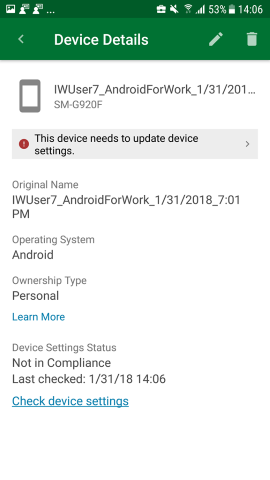 ... 53% 14:06
Device Details
IWUser7_AndroidForWork_1/31/201...
SM-G920F
This device needs to update device
settings.
Original Name
IWUser7_AndroidForWork_1/31/2018_7:01
PM
Operating System
Android
Ownership Type
Personal
Learn More
Device Settings Status
Not in Compliance
Last checked: 1/31/18 14:06
Check device settings